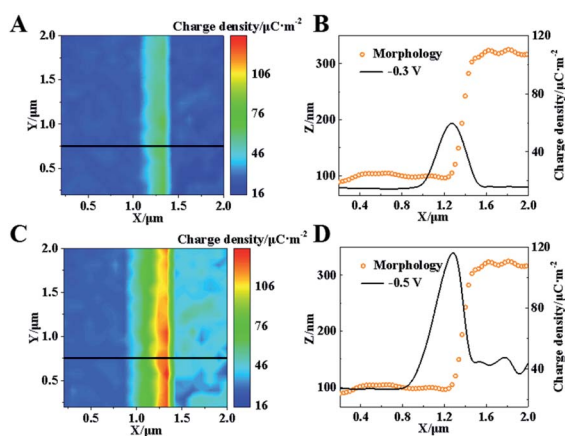 A
Charge density/μC·m⁻²
2.0
1.5
1.0
0.5
Y/μm
0.5 1.0 1.5 2.0
X/μm
106
76
46
16
B
Morphology
-0.3 V
300
200
100
Z/nm
120
100
80
60
40
20
Charge density/μC·m⁻²
0.4 0.8 1.2 1.6 2.0
X/μm
C
Charge density/μC·m⁻²
2.0
1.5
1.0
0.5
Y/μm
0.5 1.0 1.5 2.0
X/μm
106
76
46
16
D
Morphology
-0.5 V
300
200
100
Z/nm
120
80
40
0
Charge density/μC·m⁻²
0.4 0.8 1.2 1.6 2.0
X/μm